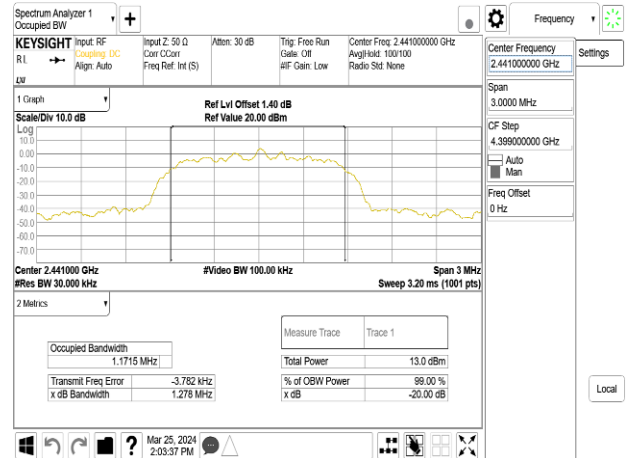 Spectrum Analyzer 1
Occupied BW
Frequency
KEYSIGHT
Input: RF
Coupling: DC
Align: Auto
Input Z: 50 Ω
Corr CCorr
Freq Ref: Int (S)
Atten: 30 dB
Trig: Free Run
Gate: Off
#IF Gain: Low
Center Freq: 2.441000000 GHz
Avg|Hold: 100/100
Radio Std: None
Center Frequency
2.441000000 GHz
Settings
Span
3.0000 MHz
CF Step
4.399000000 GHz
Auto
Man
Freq Offset
0 Hz
Local
1 Graph
Scale/Div 10.0 dB
Ref Lvl Offset 1.40 dB
Ref Value 20.00 dBm
Log
10.0
0.00
-10.0
-20.0
-30.0
-40.0
-50.0
-60.0
-70.0
Center 2.441000 GHz
#Video BW 100.00 kHz
Span 3 MHz
#Res BW 30.000 kHz
Sweep 3.20 ms (1001 pts)
2 Metrics
Measure Trace
Trace 1
Occupied Bandwidth
1.1715 MHz
Total Power
13.0 dBm
Transmit Freq Error
-3.782 kHz
% of OBW Power
99.00 %
x dB Bandwidth
1.278 MHz
x dB
-20.00 dB
Mar 25, 2024
2:03:37 PM